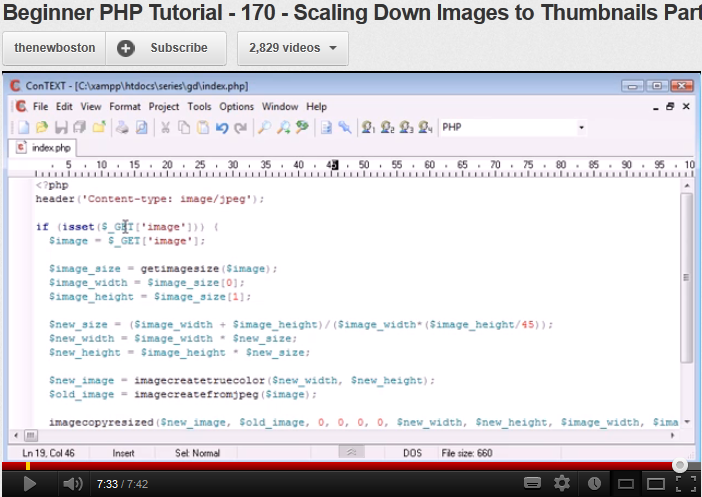 Beginner PHP Tutorial - 170 - Scaling Down Images to Thumbnails Part
thenewboston Subscribe 2,829 videos
ConTEXT - [C:\xampp\htdocs\series\gd\index.php]
File Edit View Format Project Tools Options Window Help
PHP
index.php
5 10 15 20 25 30 35 40 45 50 55 60 65 70 75 80 85 90 95 10
<?php
header('Content-type: image/jpeg');
if (isset($_GET['image'])) {
$image = $_GET['image'];
$image_size = getimagesize($image);
$image_width = $image_size[0];
$image_height = $image_size[1];
$new_size = ($image_width + $image_height)/($image_width*($image_height/45));
$new_width = $image_width * $new_size;
$new_height = $image_height * $new_size;
$new_image = imagecreatetruecolor($new_width, $new_height);
$old_image = imagecreatefromjpeg($image);
imagecopyresized($new_image, $old_image, 0, 0, 0, 0, $new_width, $new_height, $image_width, $ima
Ln 19, Col 46 Insert Sel: Normal DOS File size: 660
7:33 / 7:42